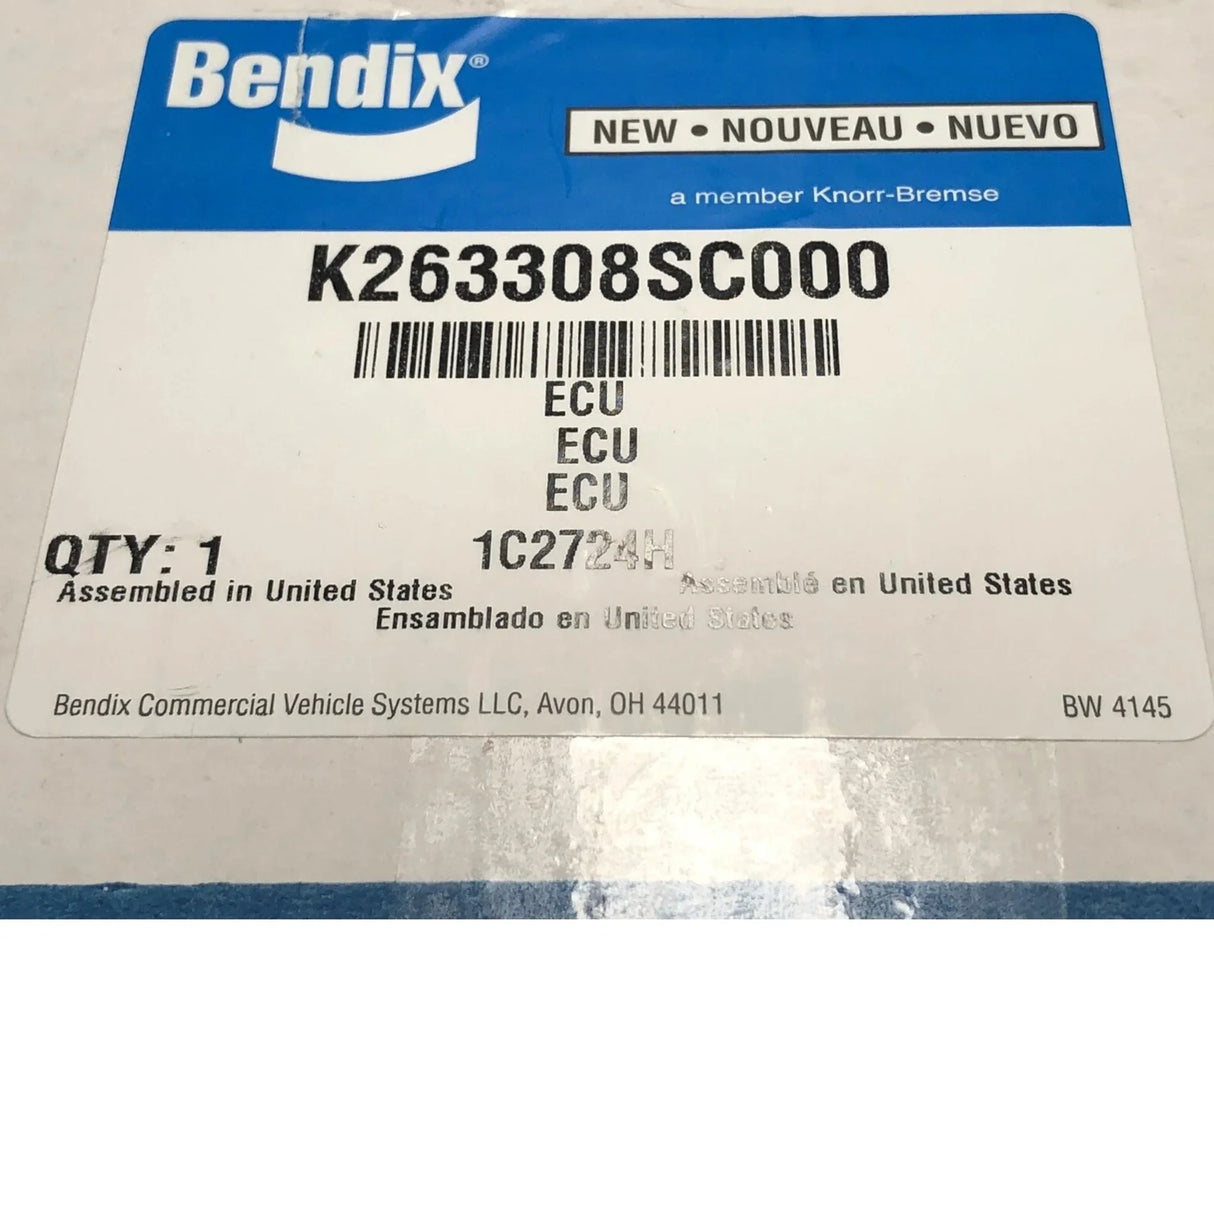 Bendix®
NEW • NOUVEAU • NUEVO
a member Knorr-Bremse
K263308SC000
ECU
ECU
ECU
QTY: 1 1C2724H
Assembled in United States Assemblé en United States
Ensamblado en United States
Bendix Commercial Vehicle Systems LLC, Avon, OH 44011 BW 4145